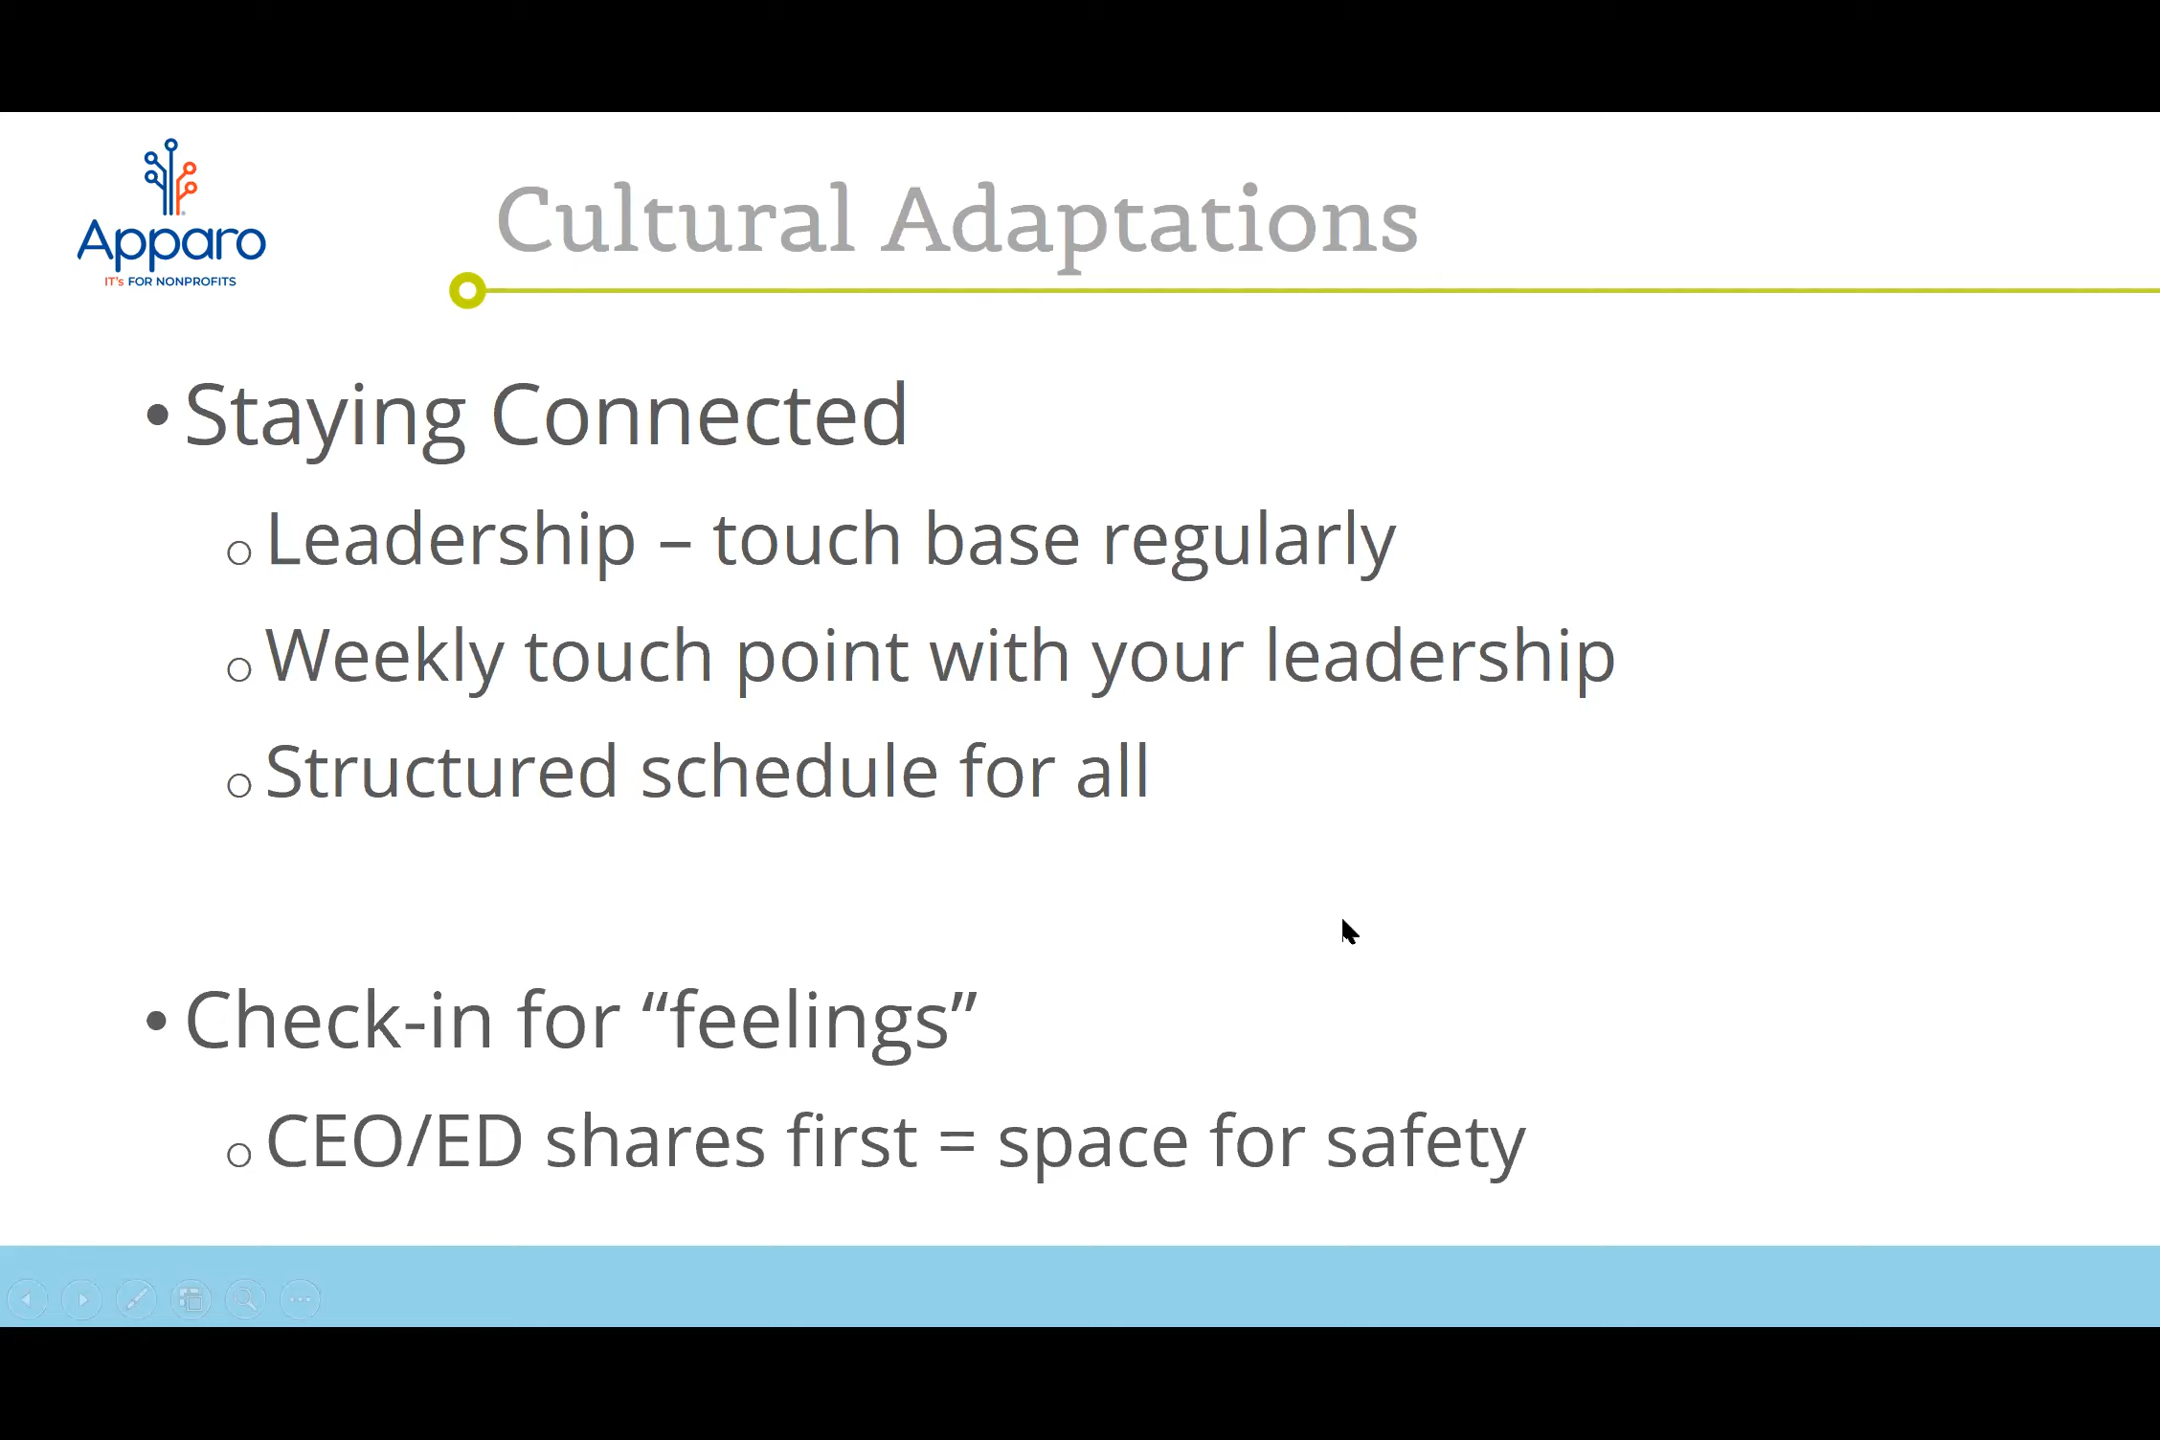 Apparo
IT's FOR NONPROFITS
Cultural Adaptations
• Staying Connected
○ Leadership – touch base regularly
○ Weekly touch point with your leadership
○ Structured schedule for all
• Check-in for “feelings”
○ CEO/ED shares first = space for safety